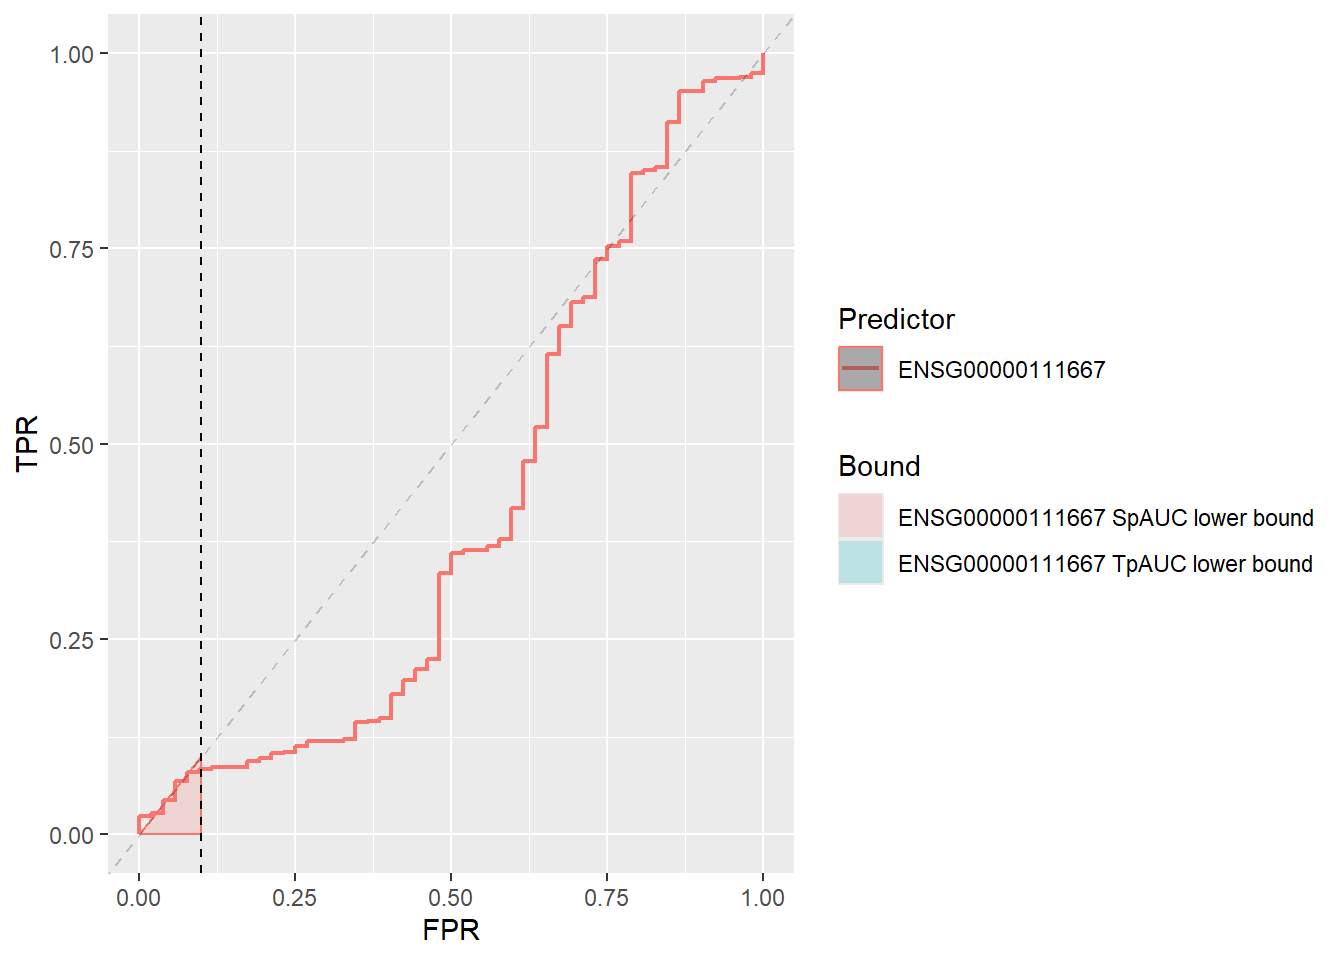 1.00
0.75
0.50
0.25
0.00
TPR
0.00 0.25 0.50 0.75 1.00
FPR
Predictor
ENSG00000111667
Bound
ENSG00000111667 SpAUC lower bound
ENSG00000111667 TpAUC lower bound